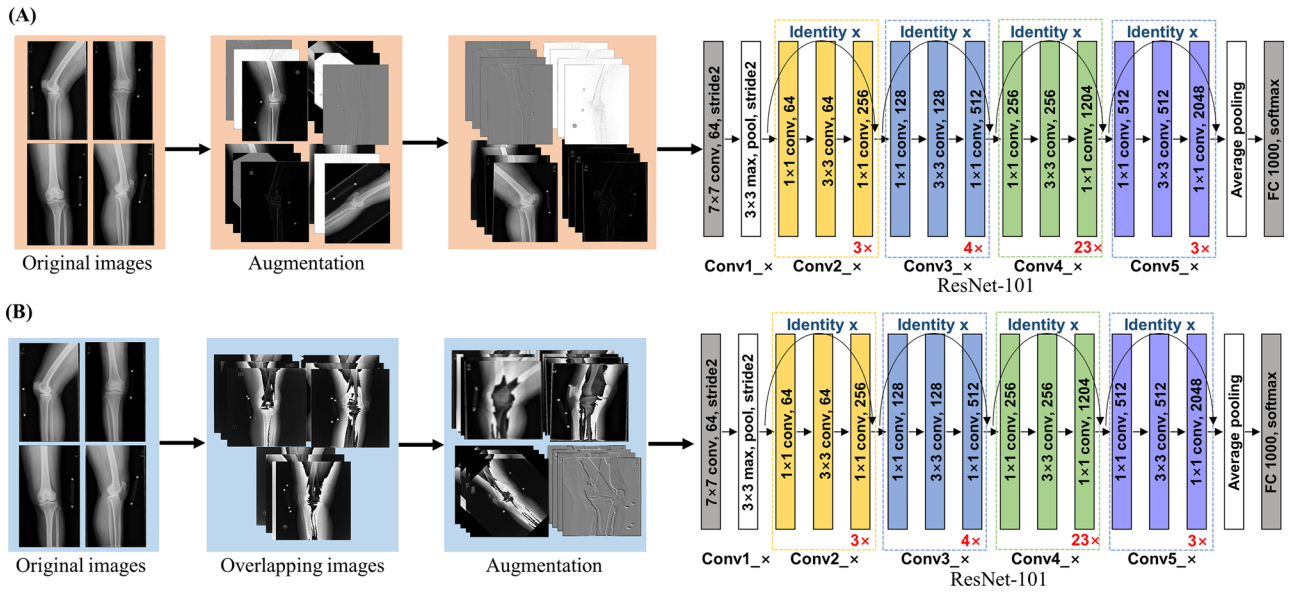 (A)
Original images
Augmentation
7×7 conv, 64, stride2
3×3 max, pool, stride2
Identity x
1×1 conv, 64
3×3 conv, 64
1×1 conv, 256
3×
Identity x
1×1 conv, 128
3×3 conv, 128
1×1 conv, 512
4×
Identity x
1×1 conv, 256
3×3 conv, 256
1×1 conv, 1204
23×
Identity x
1×1 conv, 512
3×3 conv, 512
1×1 conv, 2048
3×
Average pooling
FC 1000, softmax
Conv1_×
Conv2_×
Conv3_×
Conv4_×
Conv5_×
ResNet-101
(B)
Original images
Overlapping images
Augmentation
7×7 conv, 64, stride2
3×3 max, pool, stride2
Identity x
1×1 conv, 64
3×3 conv, 64
1×1 conv, 256
3×
Identity x
1×1 conv, 128
3×3 conv, 128
1×1 conv, 512
4×
Identity x
1×1 conv, 256
3×3 conv, 256
1×1 conv, 1204
23×
Identity x
1×1 conv, 512
3×3 conv, 512
1×1 conv, 2048
3×
Average pooling
FC 1000, softmax
Conv1_×
Conv2_×
Conv3_×
Conv4_×
Conv5_×
ResNet-101